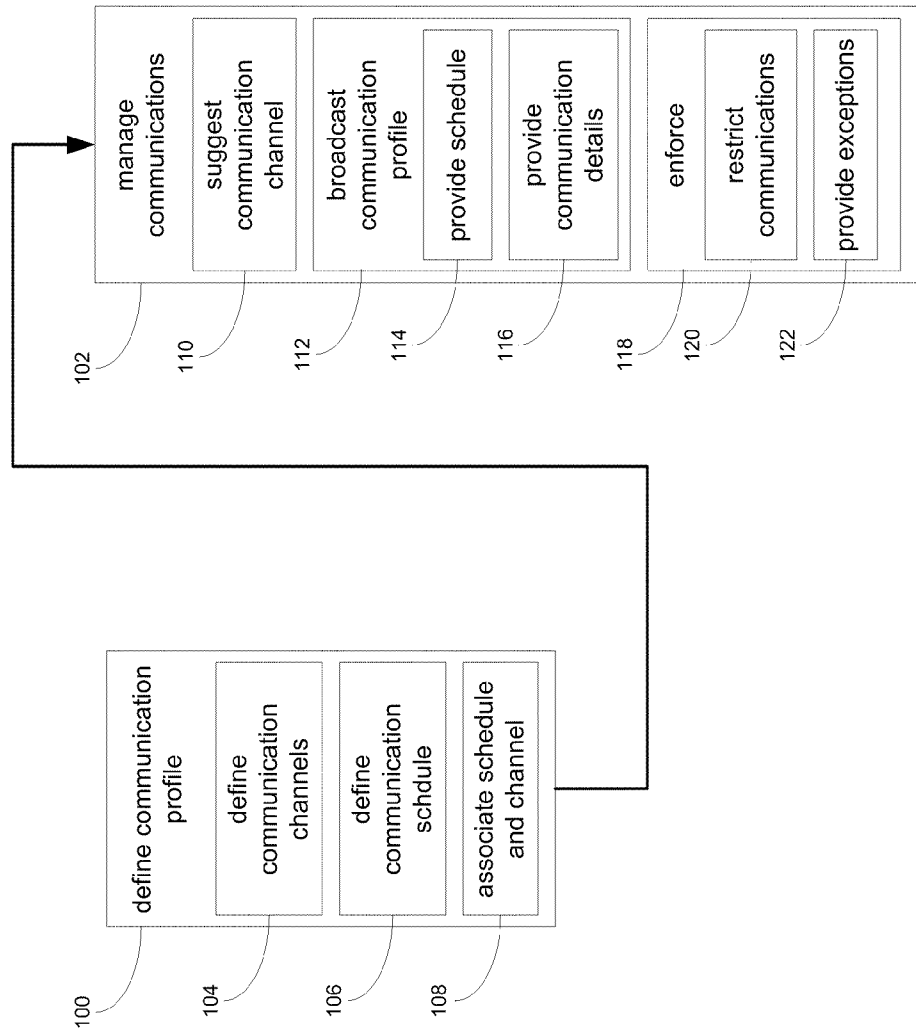 100
define communication
profile
104
define
communication
channels
106
define
communication
schdule
108
associate schedule
and channel
102
manage
communications
110
suggest
communication
channel
112
broadcast
communication
profile
114
provide schedule
116
provide
communication
details
118
enforce
120
restrict
communications
122
provide exceptions